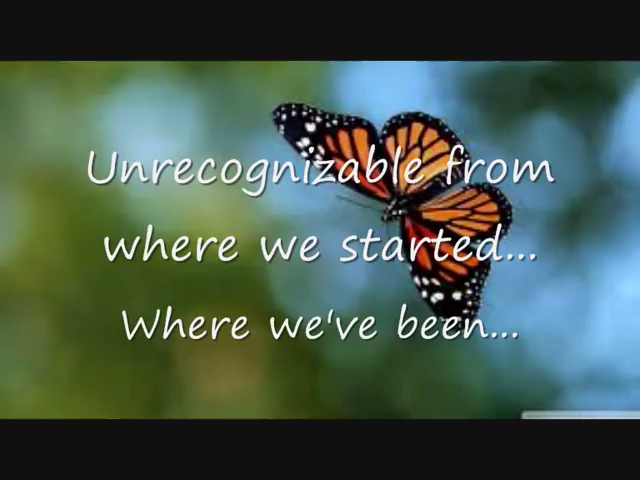 Unrecognizable from
where we started...
Where we've been...